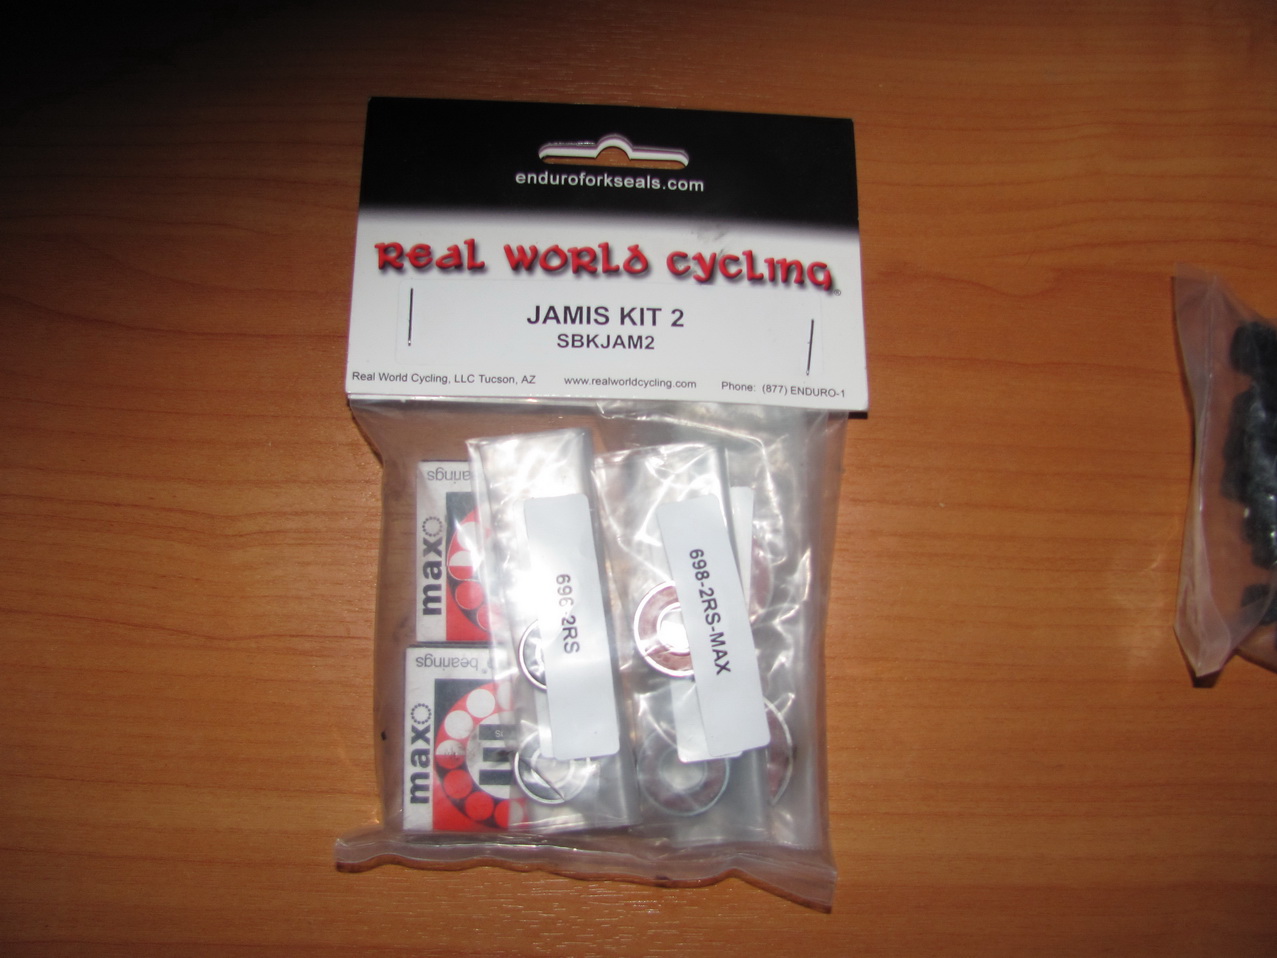 enduroforkseals.com
Real World Cycling®
JAMIS KIT 2
SBKJAM2
Real World Cycling, LLC Tucson, AZ www.realworldcycling.com Phone: (877) ENDURO-1
bearings
max
696-2RS
698-2RS-MAX
bearings
max